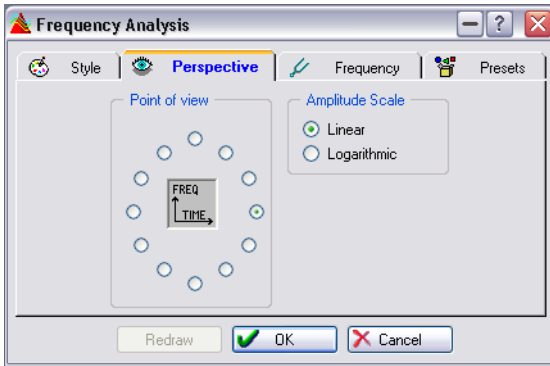 Frequency Analysis
Style
Perspective
Frequency
Presets
Point of view
FREQ
TIME
Amplitude Scale
Linear
Logarithmic
Redraw
OK
Cancel